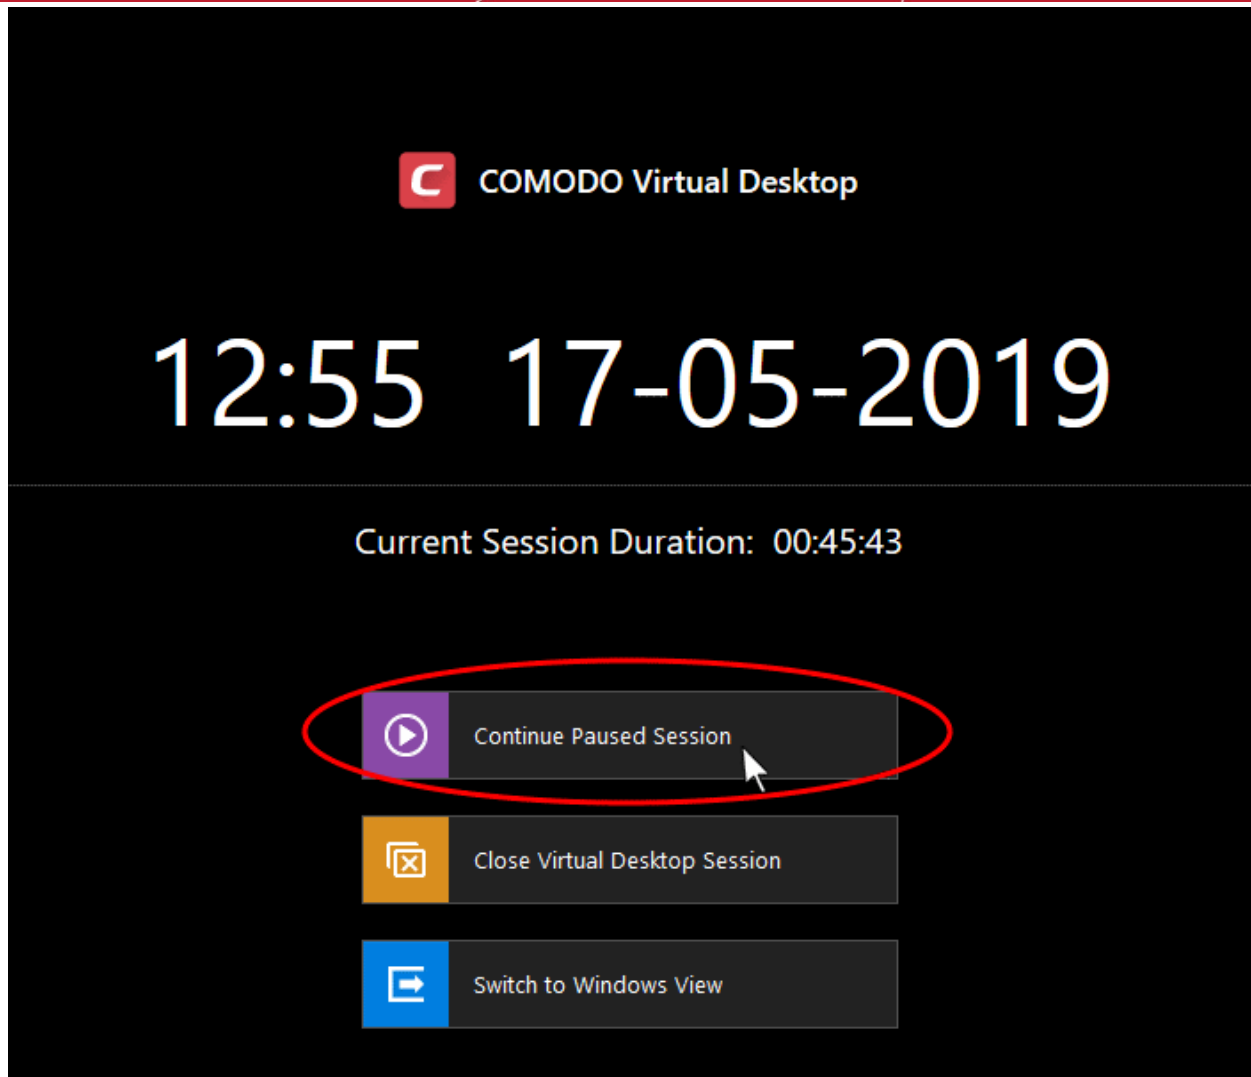 COMODO Virtual Desktop
12:55 17-05-2019
Current Session Duration: 00:45:43
Continue Paused Session
Close Virtual Desktop Session
Switch to Windows View